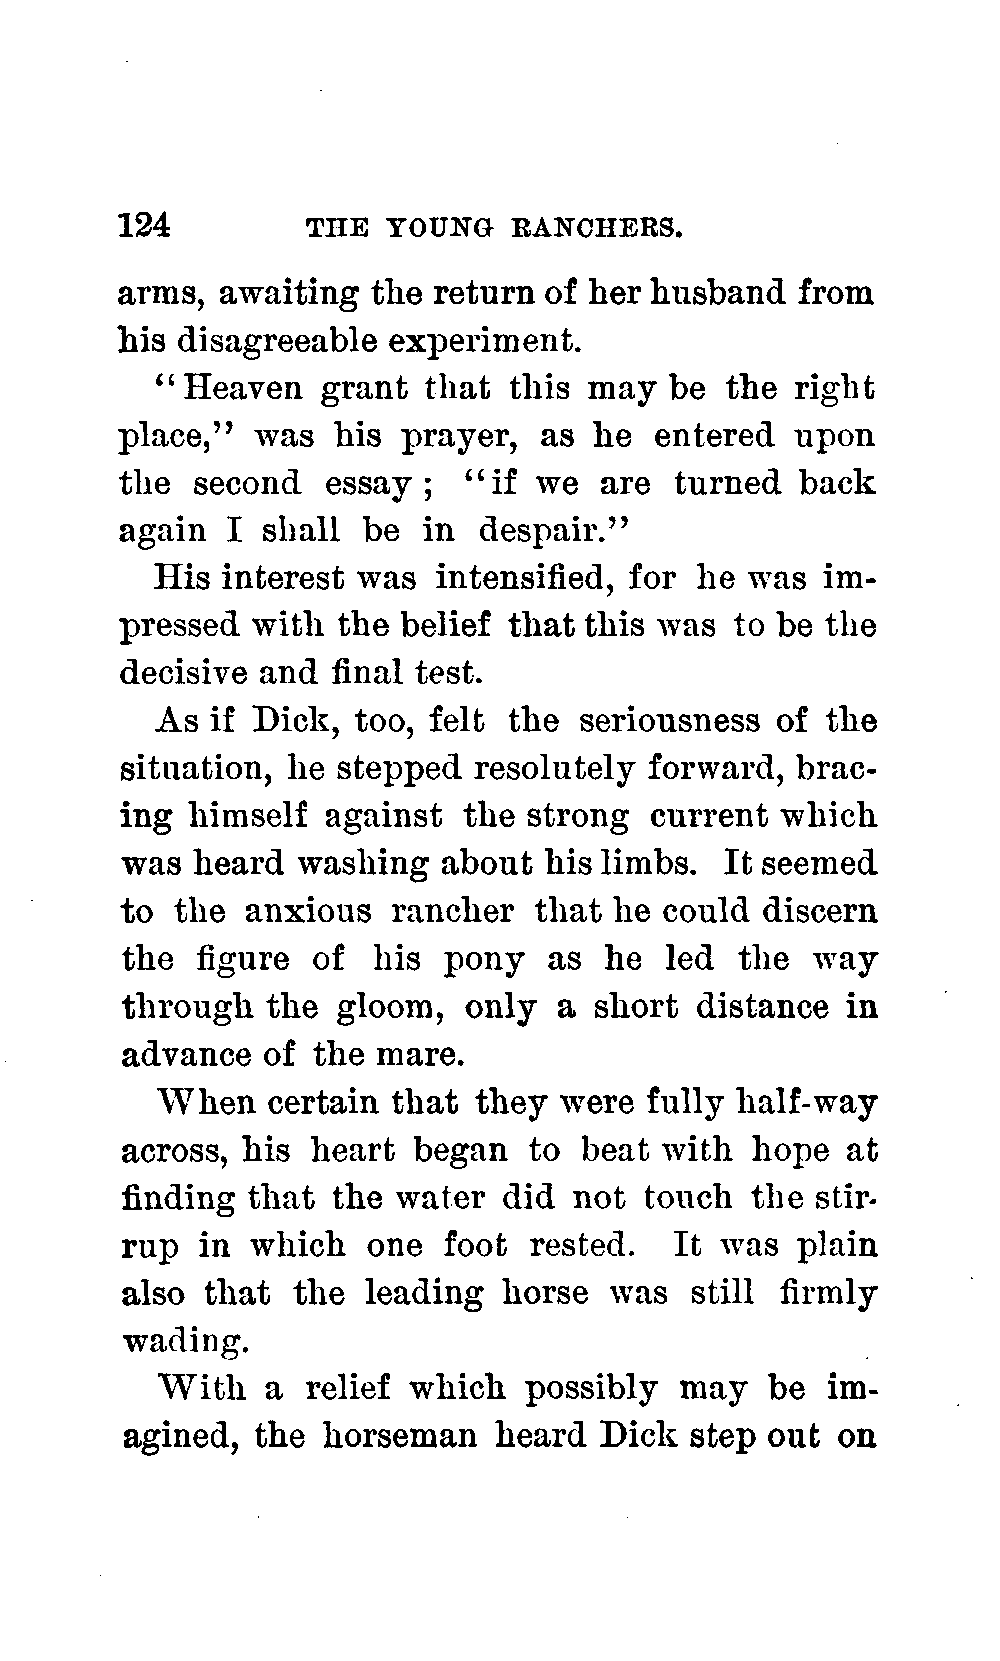 124 THE YOUNG RANCHERS.
arms, awaiting the return of her husband from
his disagreeable experiment.
"Heaven grant that this may be the right
place," was his prayer, as he entered upon
the second essay; "if we are turned back
again I shall be in despair."
His interest was intensified, for he was im-
pressed with the belief that this was to be the
decisive and final test.
As if Dick, too, felt the seriousness of the
situation, he stepped resolutely forward, brac-
ing himself against the strong current which
was heard washing about his limbs. It seemed
to the anxious rancher that he could discern
the figure of his pony as he led the way
through the gloom, only a short distance in
advance of the mare.
When certain that they were fully half-way
across, his heart began to beat with hope at
finding that the water did not touch the stir-
rup in which one foot rested. It was plain
also that the leading horse was still firmly
wading.
With a relief which possibly may be im-
agined, the horseman heard Dick step out on